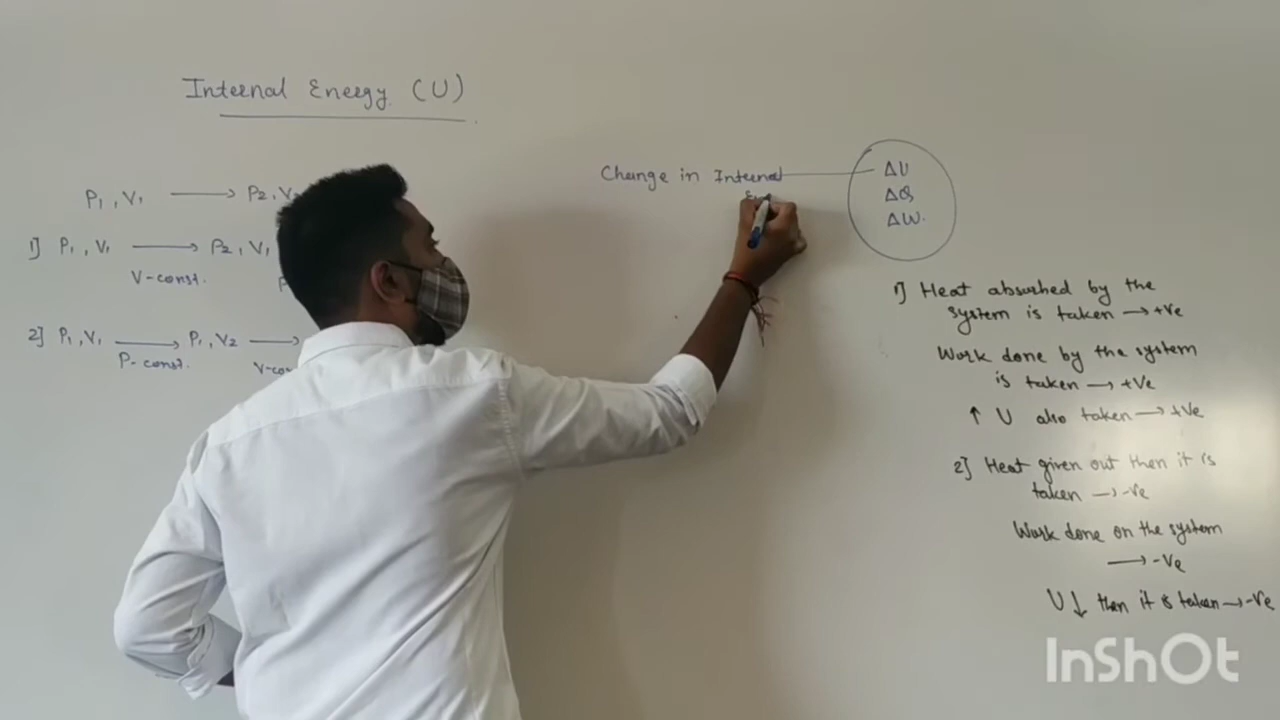 Internal Energy (U)
P₁, V₁ → P₂, V₂
1] P₁, V₁ → P₂, V₁
V-const.
2] P₁, V₁ → P₁, V₂ →
P-const.
Change in Internal
ΔU
ΔQ
ΔW.
1] Heat absorbed by the
system is taken → +ve
Work done by the system
is taken → +ve
↑ U also taken → +ve
2] Heat given out then it is
taken → -ve
Work done on the system
→ -ve
U↓ then it is taken → -ve
InShOt